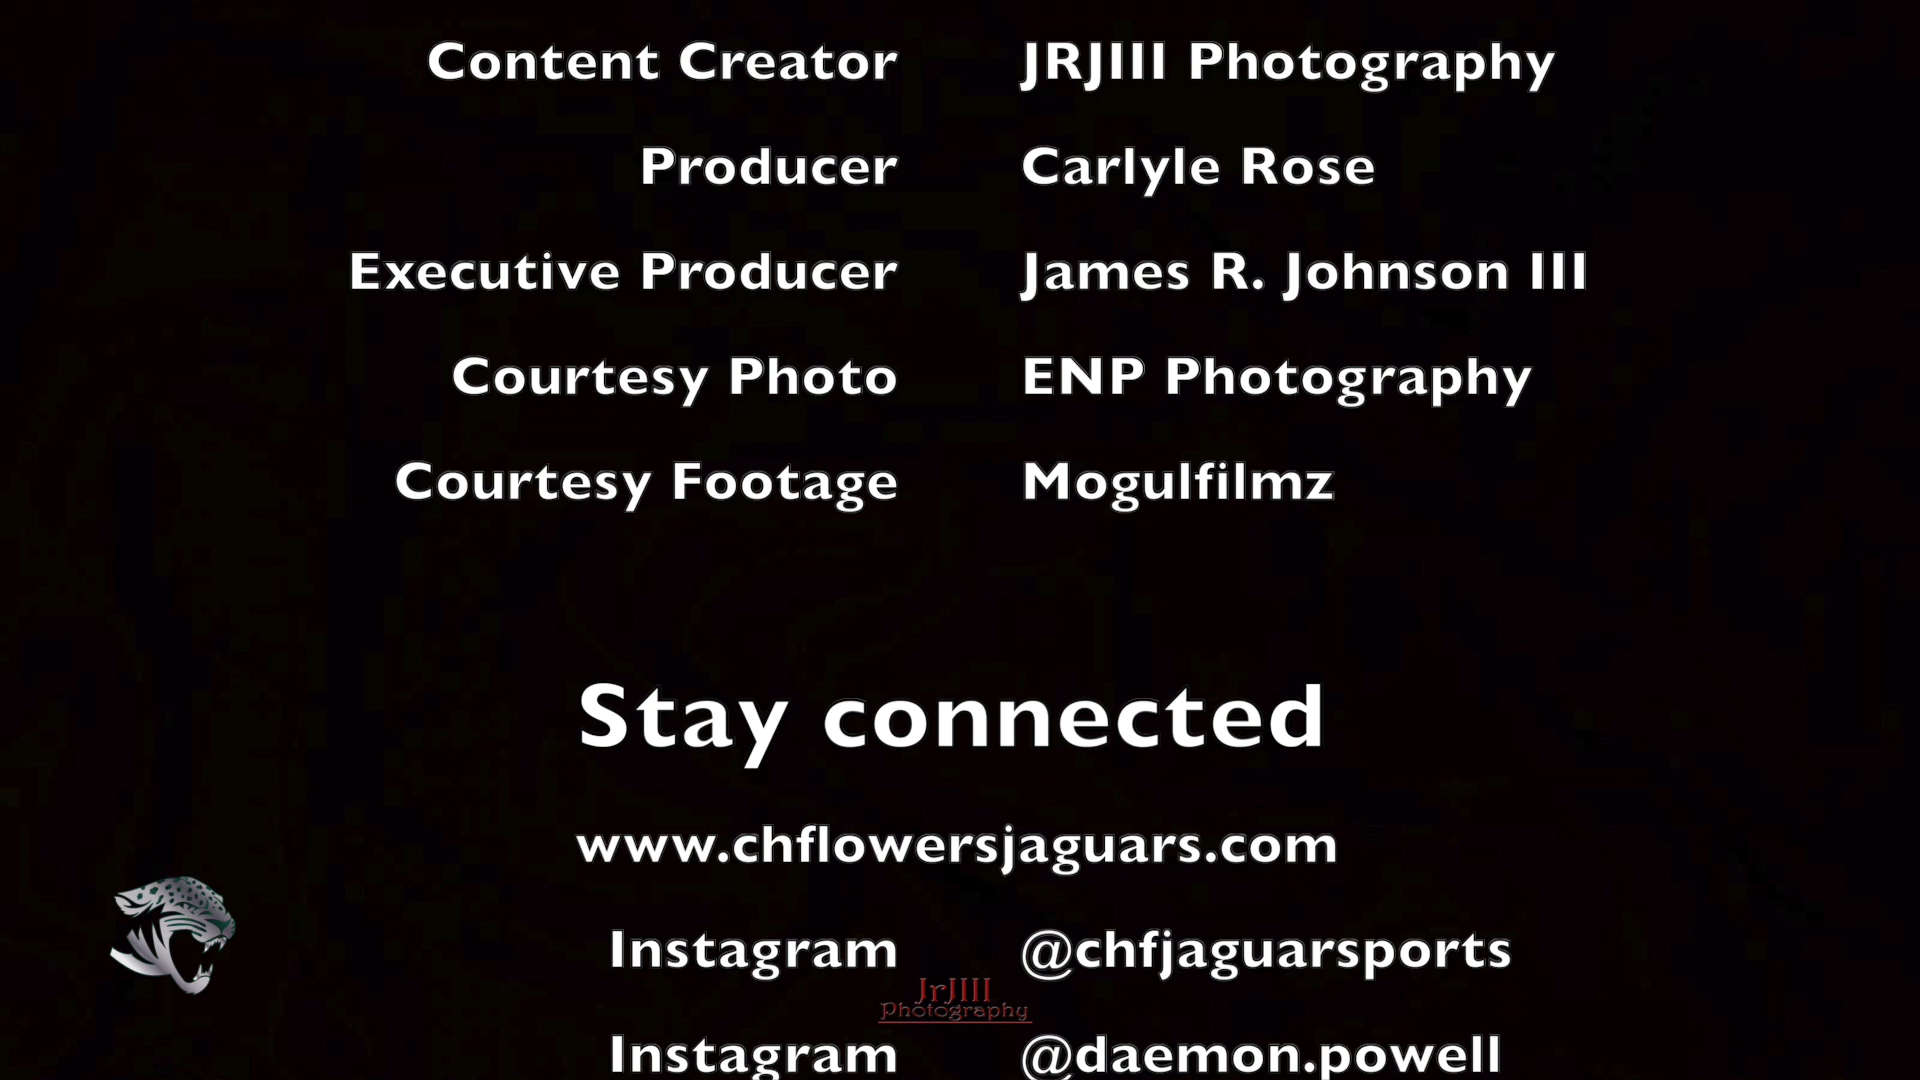 Content Creator JRJIII Photography
Producer Carlyle Rose
Executive Producer James R. Johnson III
Courtesy Photo ENP Photography
Courtesy Footage Mogulfilmz
Stay connected
www.chflowersjaguars.com
Instagram @chfjaguarsports
JrJIII
Photography
Instagram @daemon.powell